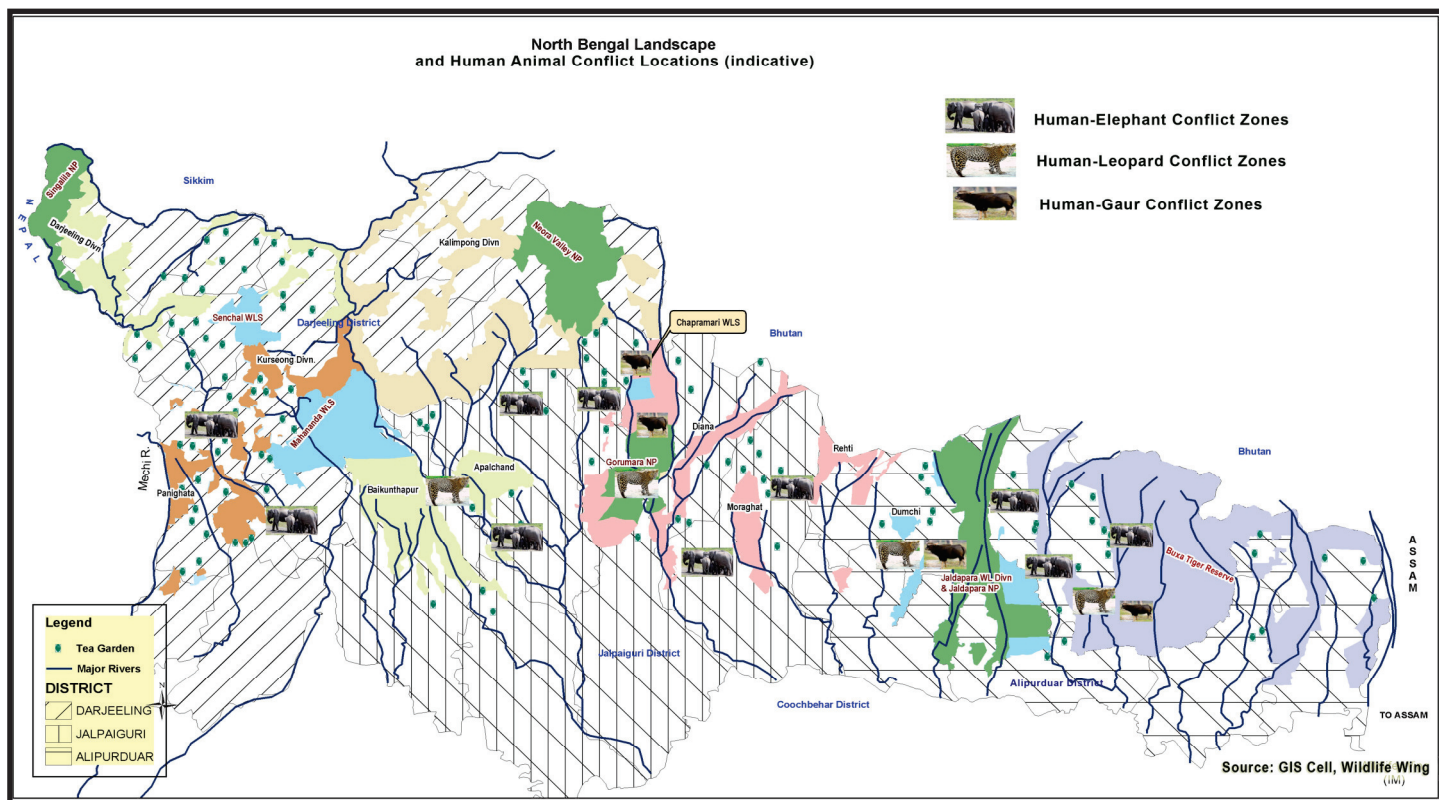 North Bengal Landscape
and Human Animal Conflict Locations (indicative)
Human-Elephant Conflict Zones
Human-Leopard Conflict Zones
Human-Gaur Conflict Zones
Singalila NP
Sikkim
NEPAL
Darjeeling Divn
Kalimpong Divn
Neora Valley NP
Senchal WLS
Darjeeling District
Chapramari WLS
Bhutan
Kurseong Divn.
Mahananda WLS
Mechi R.
Panighata
Baikunthapur
Apalchand
Gorumara NP
Diana
Moraghat
Rehti
Dumchi
Bhutan
Jaldapara WL Divn
& Jaldapara NP
Buxa Tiger Reserve
ASSAM
Jalpaiguri District
Alipurduar District
Coochbehar District
TO ASSAM
Legend
Tea Garden
Major Rivers
DISTRICT
N
DARJEELING
JALPAIGURI
ALIPURDUAR
Source: GIS Cell, Wildlife Wing
(IM)